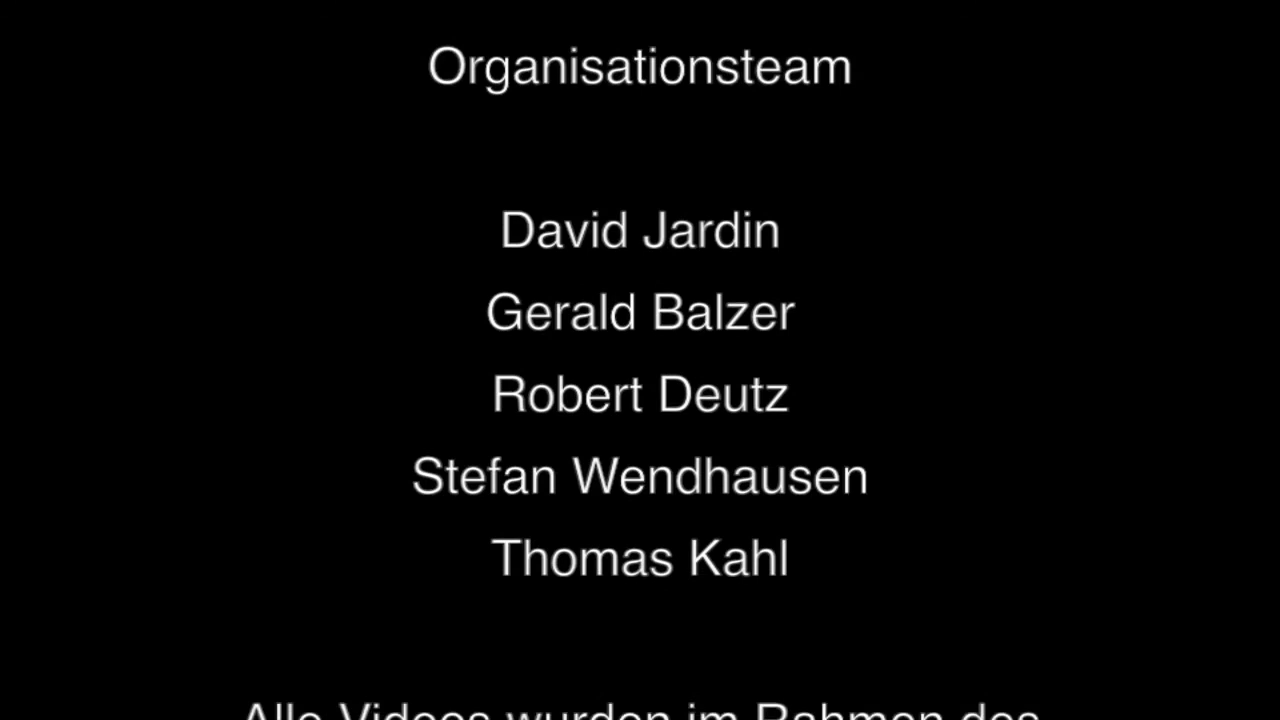 Organisationsteam
David Jardin
Gerald Balzer
Robert Deutz
Stefan Wendhausen
Thomas Kahl
Alle Videos wurden im Rahmen des